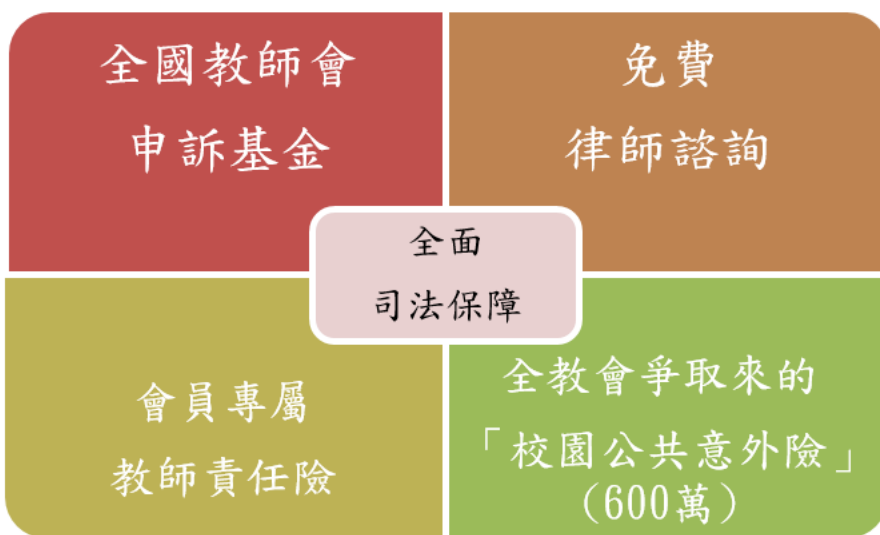 全國教師會
申訴基金
免費
律師諮詢
全面
司法保障
會員專屬
教師責任險
全教會爭取來的
「校園公共意外險」
（600萬）